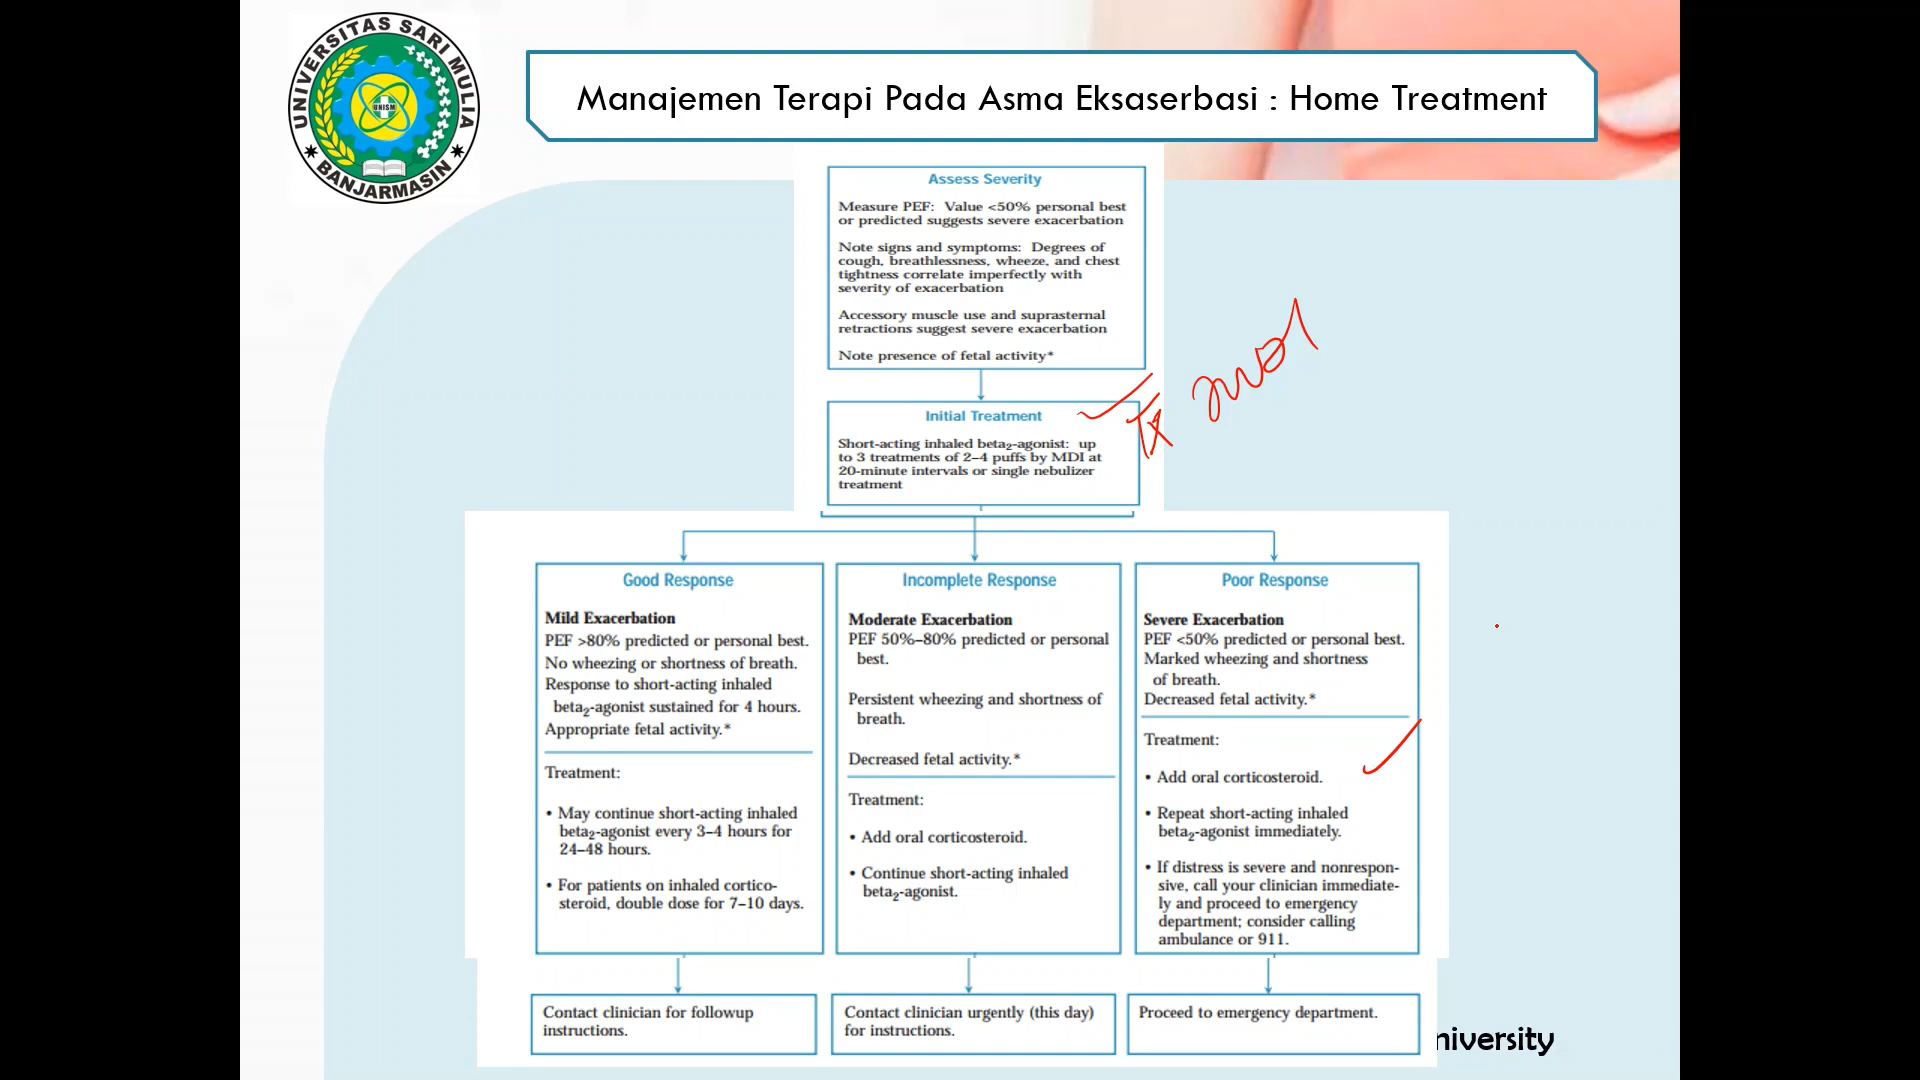 UNIVERSITAS SARI MULIA
UNISM
BANJARMASIN
Manajemen Terapi Pada Asma Eksaserbasi : Home Treatment
Assess Severity
Measure PEF: Value <50% personal best
or predicted suggests severe exacerbation
Note signs and symptoms: Degrees of
cough, breathlessness, wheeze, and chest
tightness correlate imperfectly with
severity of exacerbation
Accessory muscle use and suprasternal
retractions suggest severe exacerbation
Note presence of fetal activity*
Initial Treatment
Short-acting inhaled beta₂-agonist: up
to 3 treatments of 2–4 puffs by MDI at
20-minute intervals or single nebulizer
treatment
Good Response
Mild Exacerbation
PEF >80% predicted or personal best.
No wheezing or shortness of breath.
Response to short-acting inhaled
beta₂-agonist sustained for 4 hours.
Appropriate fetal activity.*
Treatment:
• May continue short-acting inhaled
beta₂-agonist every 3–4 hours for
24–48 hours.
• For patients on inhaled cortico-
steroid, double dose for 7–10 days.
Contact clinician for followup
instructions.
Incomplete Response
Moderate Exacerbation
PEF 50%–80% predicted or personal
best.
Persistent wheezing and shortness of
breath.
Decreased fetal activity.*
Treatment:
• Add oral corticosteroid.
• Continue short-acting inhaled
beta₂-agonist.
Contact clinician urgently (this day)
for instructions.
Poor Response
Severe Exacerbation
PEF <50% predicted or personal best.
Marked wheezing and shortness
of breath.
Decreased fetal activity.*
Treatment:
• Add oral corticosteroid.
• Repeat short-acting inhaled
beta₂-agonist immediately.
• If distress is severe and nonrespon-
sive, call your clinician immediate-
ly and proceed to emergency
department; consider calling
ambulance or 911.
Proceed to emergency department.
niversity